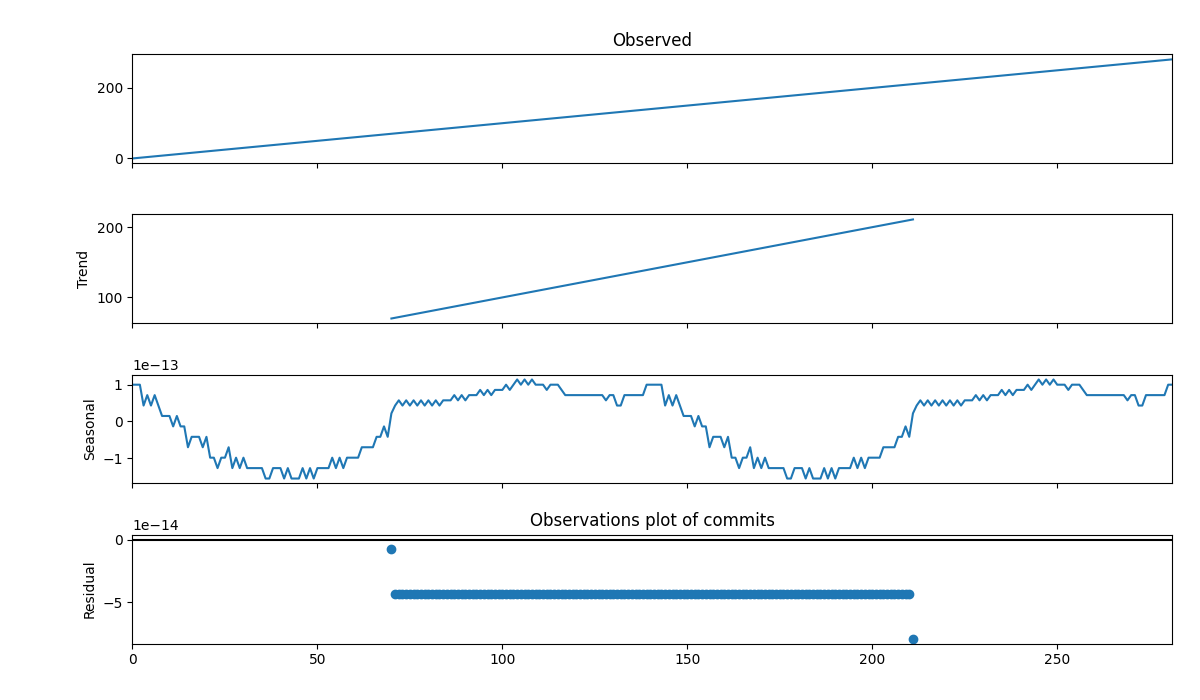 Observed
200
0
Trend
200
100
1e−13
Seasonal
1
0
−1
Observations plot of commits
1e−14
Residual
0
−5
0 50 100 150 200 250